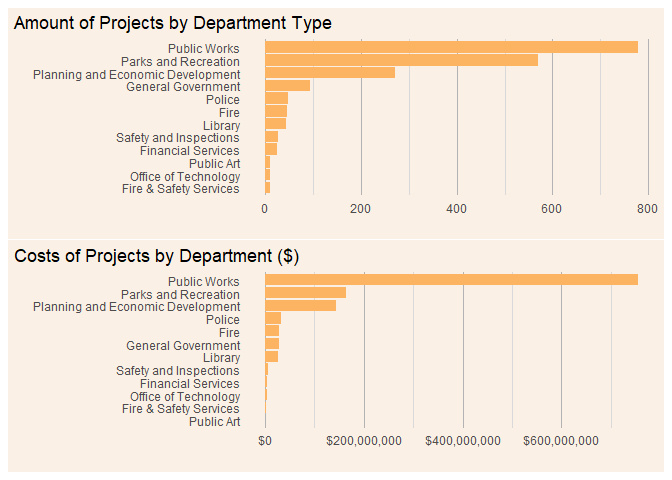 Amount of Projects by Department Type
Public Works
Parks and Recreation
Planning and Economic Development
General Government
Police
Fire
Library
Safety and Inspections
Financial Services
Public Art
Office of Technology
Fire & Safety Services
0 200 400 600 800
Costs of Projects by Department ($)
Public Works
Parks and Recreation
Planning and Economic Development
Police
Fire
General Government
Library
Safety and Inspections
Financial Services
Office of Technology
Fire & Safety Services
Public Art
$0 $200,000,000 $400,000,000 $600,000,000